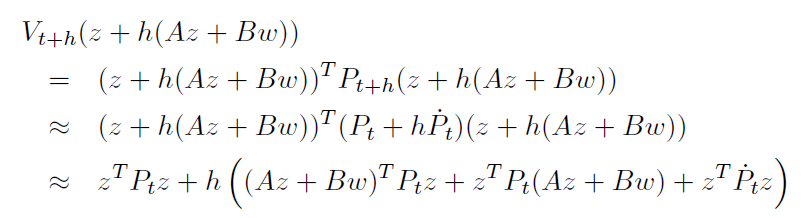 V_{t+h}(z + h(Az + Bw))
= (z + h(Az + Bw))^T P_{t+h}(z + h(Az + Bw))
≈ (z + h(Az + Bw))^T (P_t + hṖ_t)(z + h(Az + Bw))
≈ z^T P_t z + h ((Az + Bw)^T P_t z + z^T P_t(Az + Bw) + z^T Ṗ_t z)